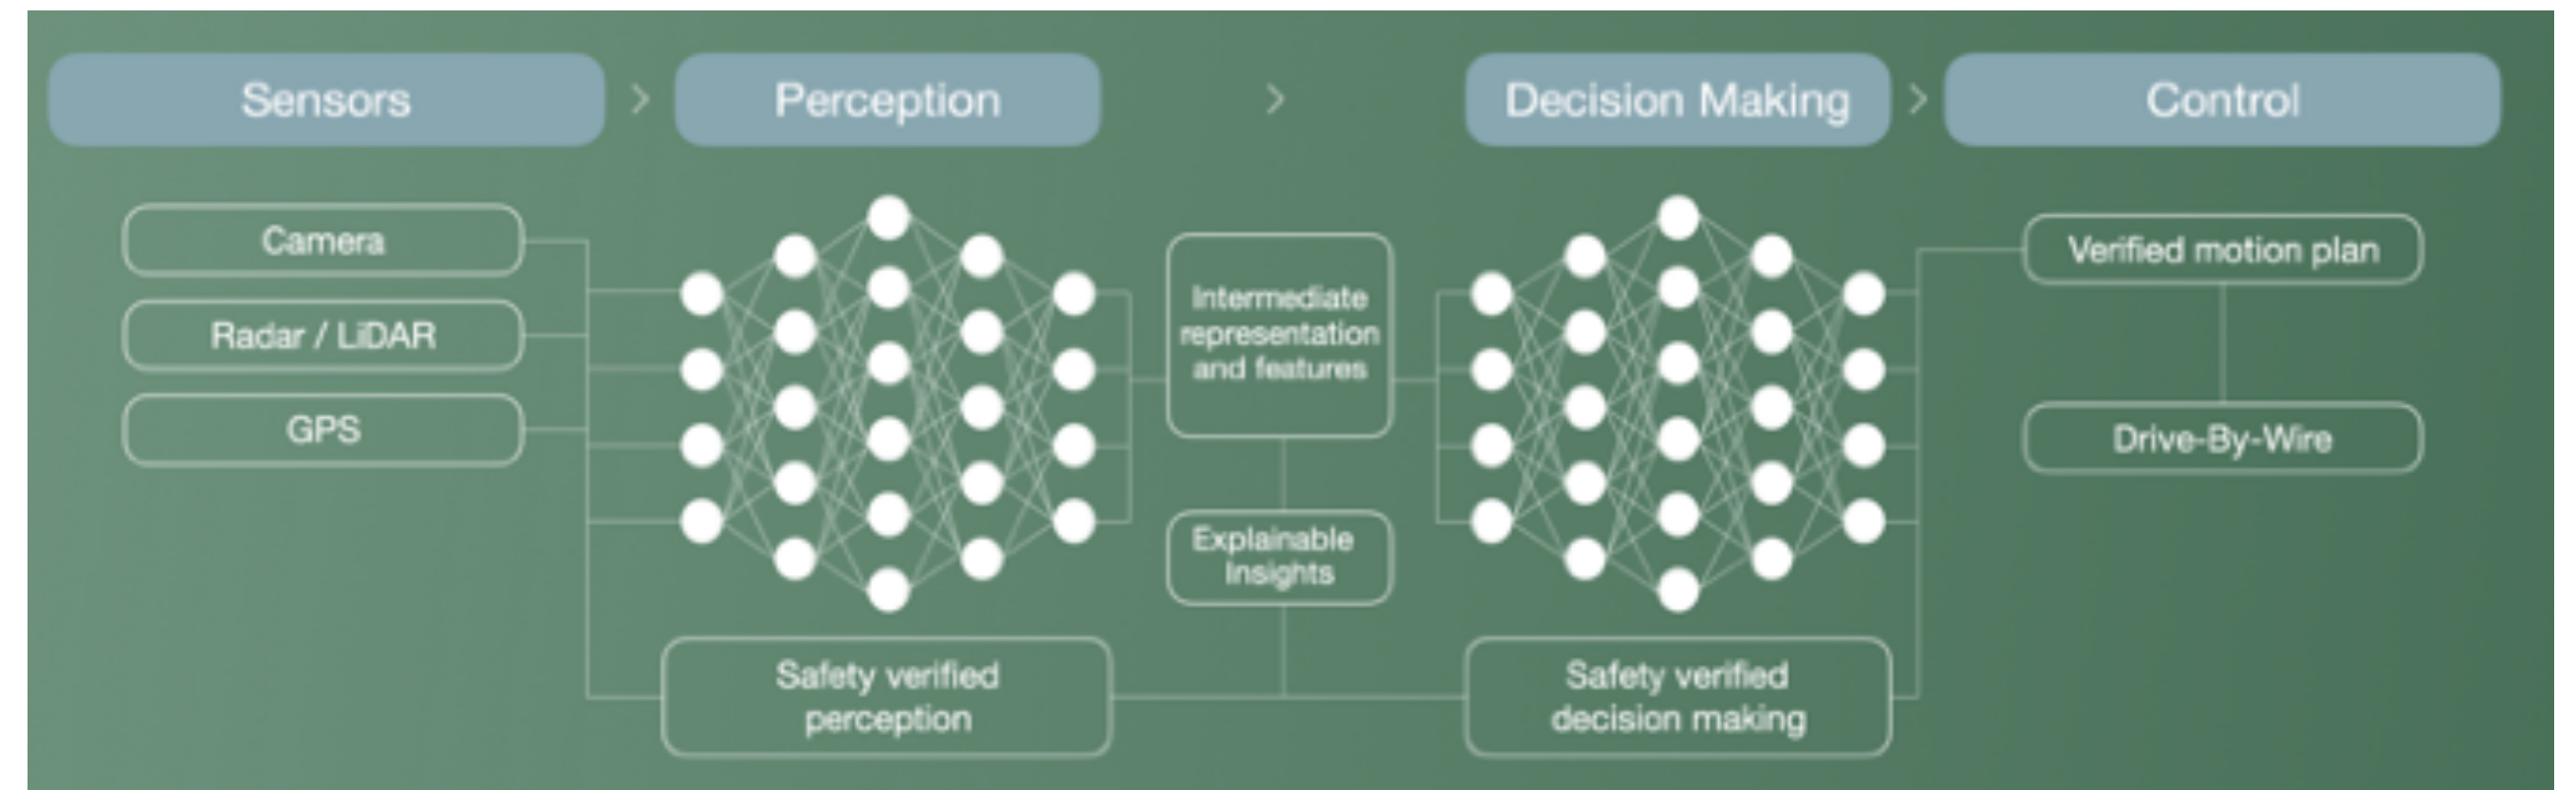 Sensors
>
Perception
>
Decision Making
>
Control
Camera
Radar / LiDAR
GPS
Intermediate
representation
and features
Explainable
Insights
Safety verified
perception
Safety verified
decision making
Verified motion plan
Drive-By-Wire